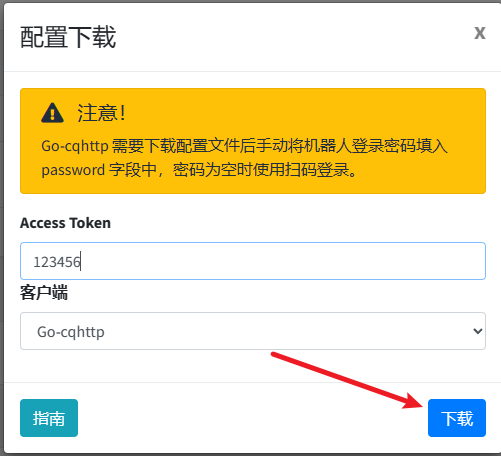 配置下载
x
注意！
Go-cqhttp 需要下载配置文件后手动将机器人登录密码填入
password 字段中，密码为空时使用扫码登录。
Access Token
123456
客户端
Go-cqhttp
指南
下载